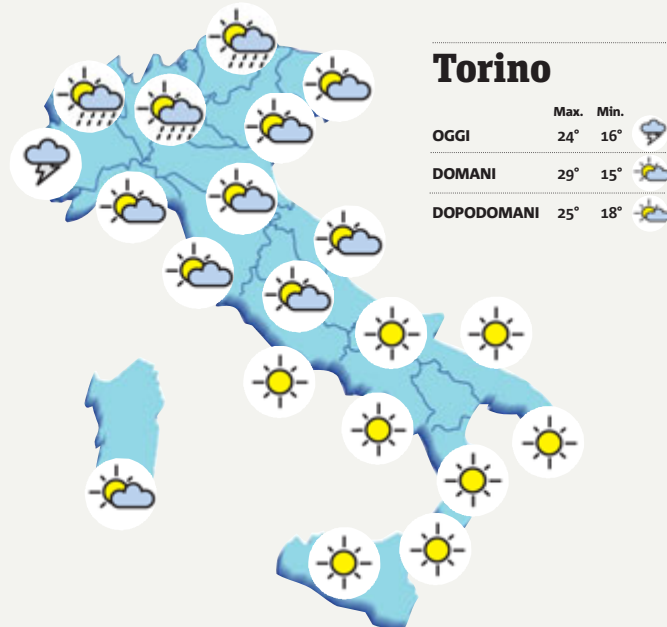 Torino
Max. Min.
OGGI 24° 16°
DOMANI 29° 15°
DOPODOMANI 25° 18°